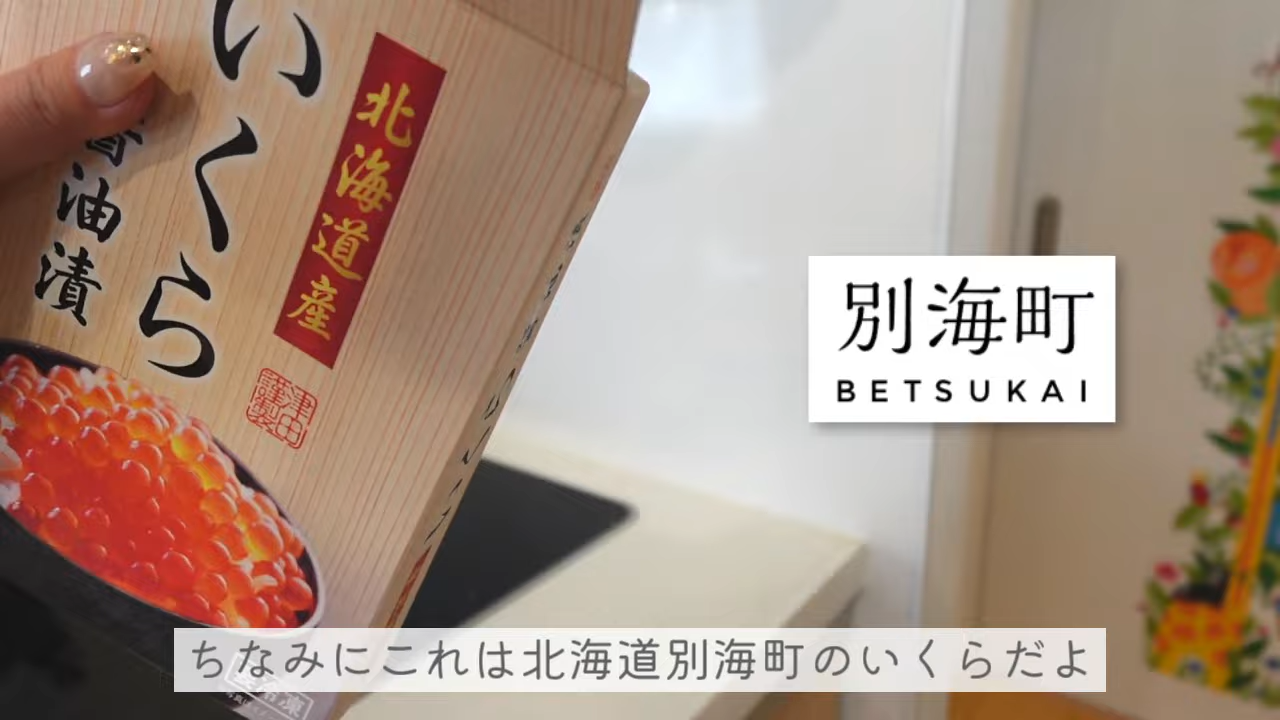 いくら
醤油漬
北海道産
津田
謹製
別海町
BETSUKAI
ちなみにこれは北海道別海町のいくらだよ